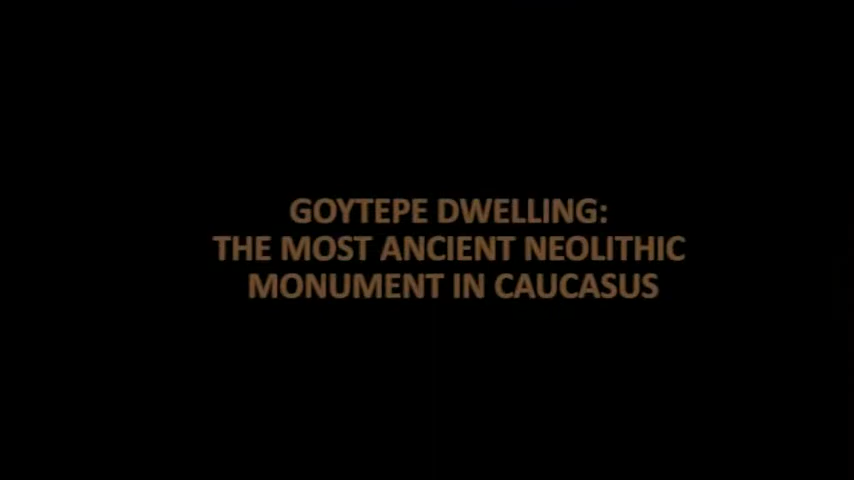 GOYTEPE DWELLING:
THE MOST ANCIENT NEOLITHIC
MONUMENT IN CAUCASUS